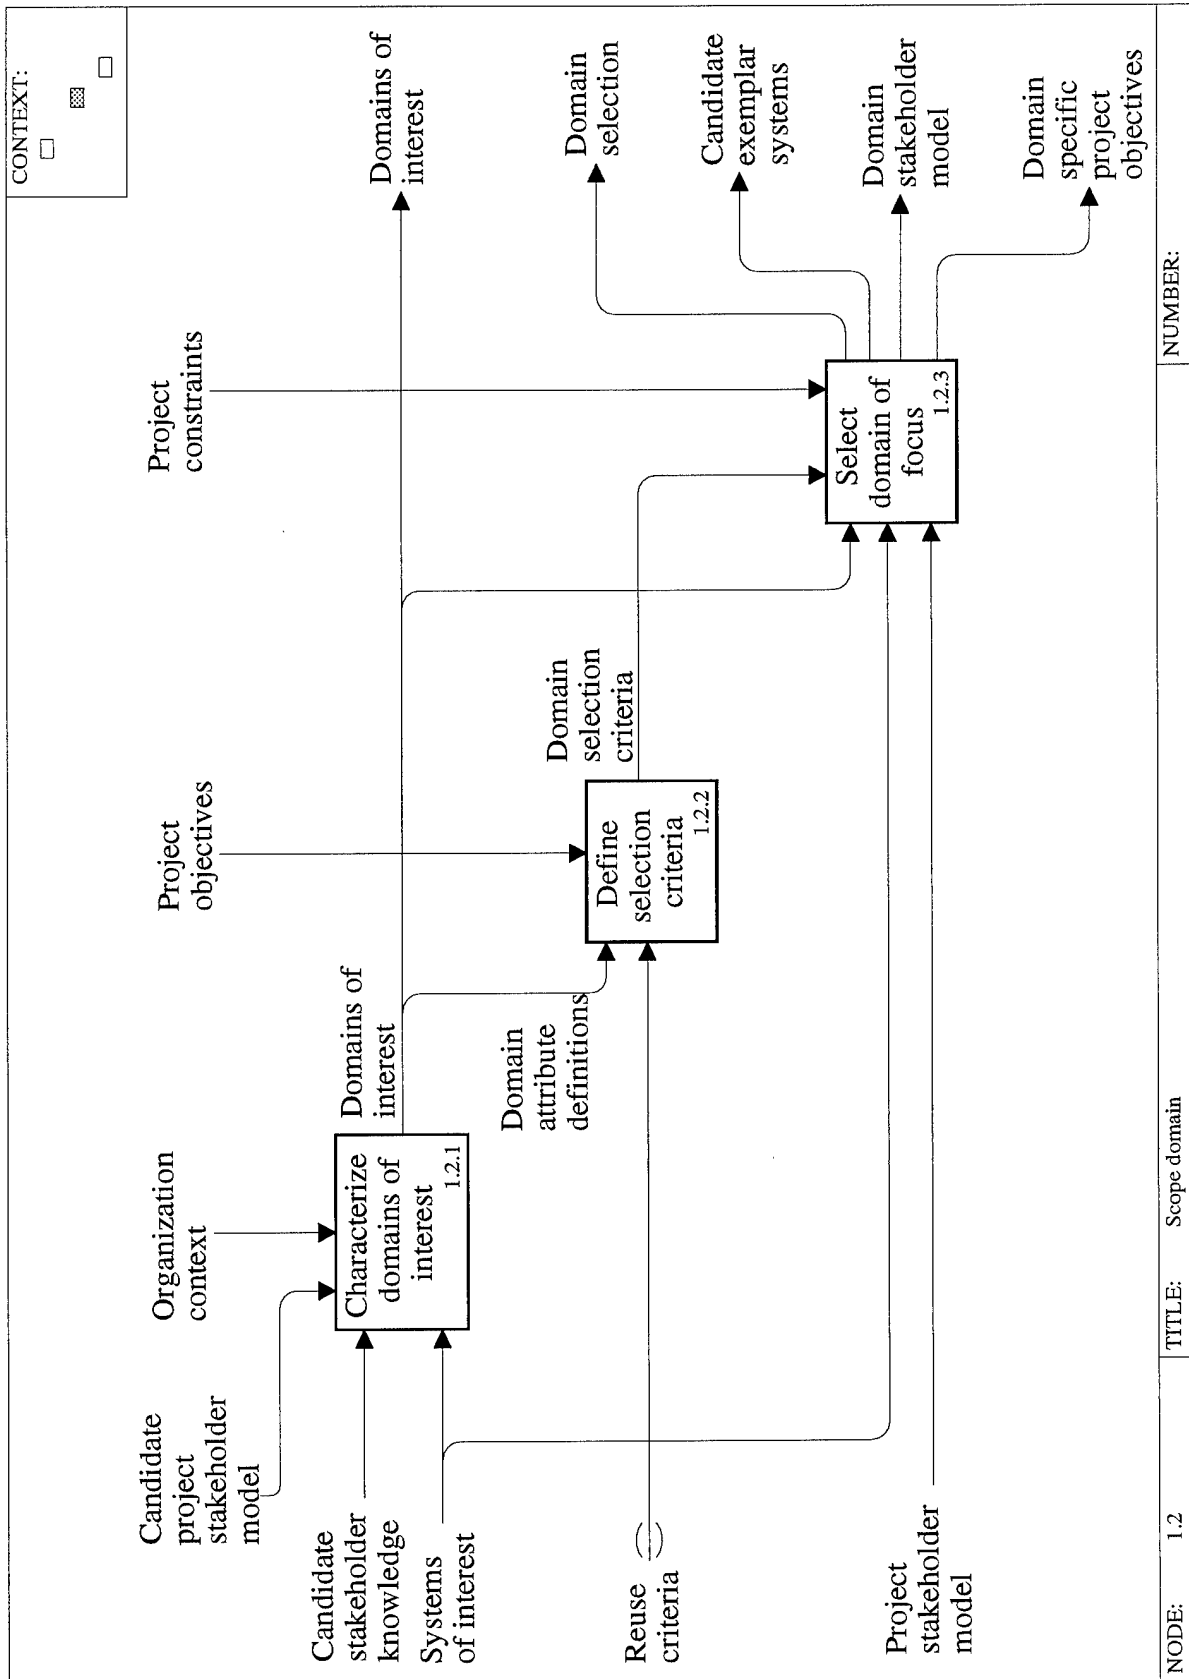 CONTEXT:
Candidate
project
stakeholder
model
Organization
context
Project
objectives
Project
constraints
Candidate
stakeholder
knowledge
Systems
of interest
Characterize
domains of
interest
1.2.1
Domains of
interest
Domains of
interest
Domain
attribute
definitions
Reuse
criteria
Define
selection
criteria
1.2.2
Domain
selection
criteria
Domain
selection
Candidate
exemplar
systems
Project
stakeholder
model
Select
domain of
focus
1.2.3
Domain
stakeholder
model
Domain
specific
project
objectives
NODE: 1.2
TITLE: Scope domain
NUMBER: